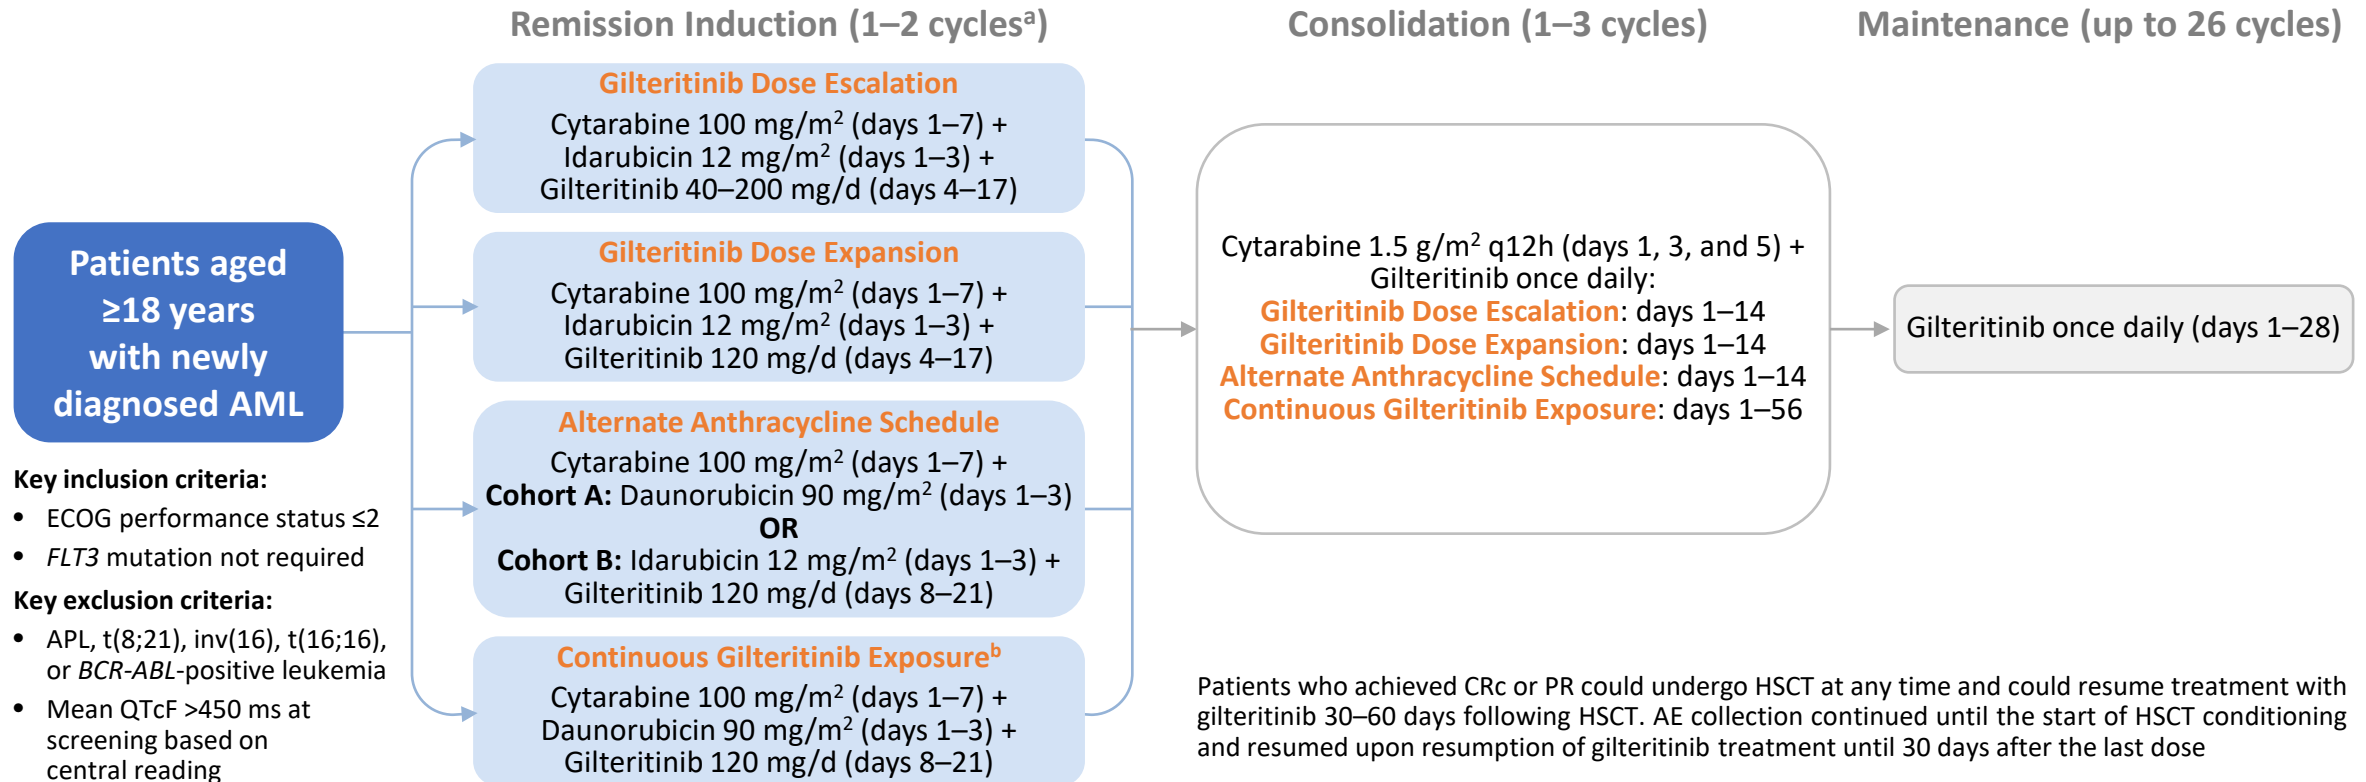 Remission Induction (1–2 cyclesᵃ)
Consolidation (1–3 cycles)
Maintenance (up to 26 cycles)
Patients aged
≥18 years
with newly
diagnosed AML
Key inclusion criteria:
• ECOG performance status ≤2
• FLT3 mutation not required
Key exclusion criteria:
• APL, t(8;21), inv(16), t(16;16),
or BCR-ABL-positive leukemia
• Mean QTcF >450 ms at
screening based on
central reading
Gilteritinib Dose Escalation
Cytarabine 100 mg/m² (days 1–7) +
Idarubicin 12 mg/m² (days 1–3) +
Gilteritinib 40–200 mg/d (days 4–17)
Gilteritinib Dose Expansion
Cytarabine 100 mg/m² (days 1–7) +
Idarubicin 12 mg/m² (days 1–3) +
Gilteritinib 120 mg/d (days 4–17)
Alternate Anthracycline Schedule
Cytarabine 100 mg/m² (days 1–7) +
Cohort A: Daunorubicin 90 mg/m² (days 1–3)
OR
Cohort B: Idarubicin 12 mg/m² (days 1–3) +
Gilteritinib 120 mg/d (days 8–21)
Continuous Gilteritinib Exposureᵇ
Cytarabine 100 mg/m² (days 1–7) +
Daunorubicin 90 mg/m² (days 1–3) +
Gilteritinib 120 mg/d (days 8–21)
Cytarabine 1.5 g/m² q12h (days 1, 3, and 5) +
Gilteritinib once daily:
Gilteritinib Dose Escalation: days 1–14
Gilteritinib Dose Expansion: days 1–14
Alternate Anthracycline Schedule: days 1–14
Continuous Gilteritinib Exposure: days 1–56
Gilteritinib once daily (days 1–28)
Patients who achieved CRc or PR could undergo HSCT at any time and could resume treatment with
gilteritinib 30–60 days following HSCT. AE collection continued until the start of HSCT conditioning
and resumed upon resumption of gilteritinib treatment until 30 days after the last dose